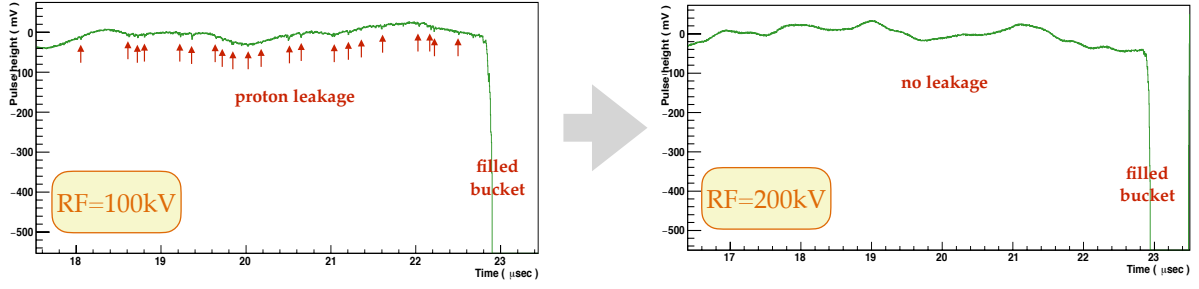 Pulse height ( mV)
0
−100
−200
−300
−400
−500
proton leakage
filled
bucket
RF=100kV
18
19
20
21
22
23
Time ( μsec)
Pulse height ( mV)
0
−100
−200
−300
−400
−500
no leakage
filled
bucket
RF=200kV
17
18
19
20
21
22
23
Time ( μsec)